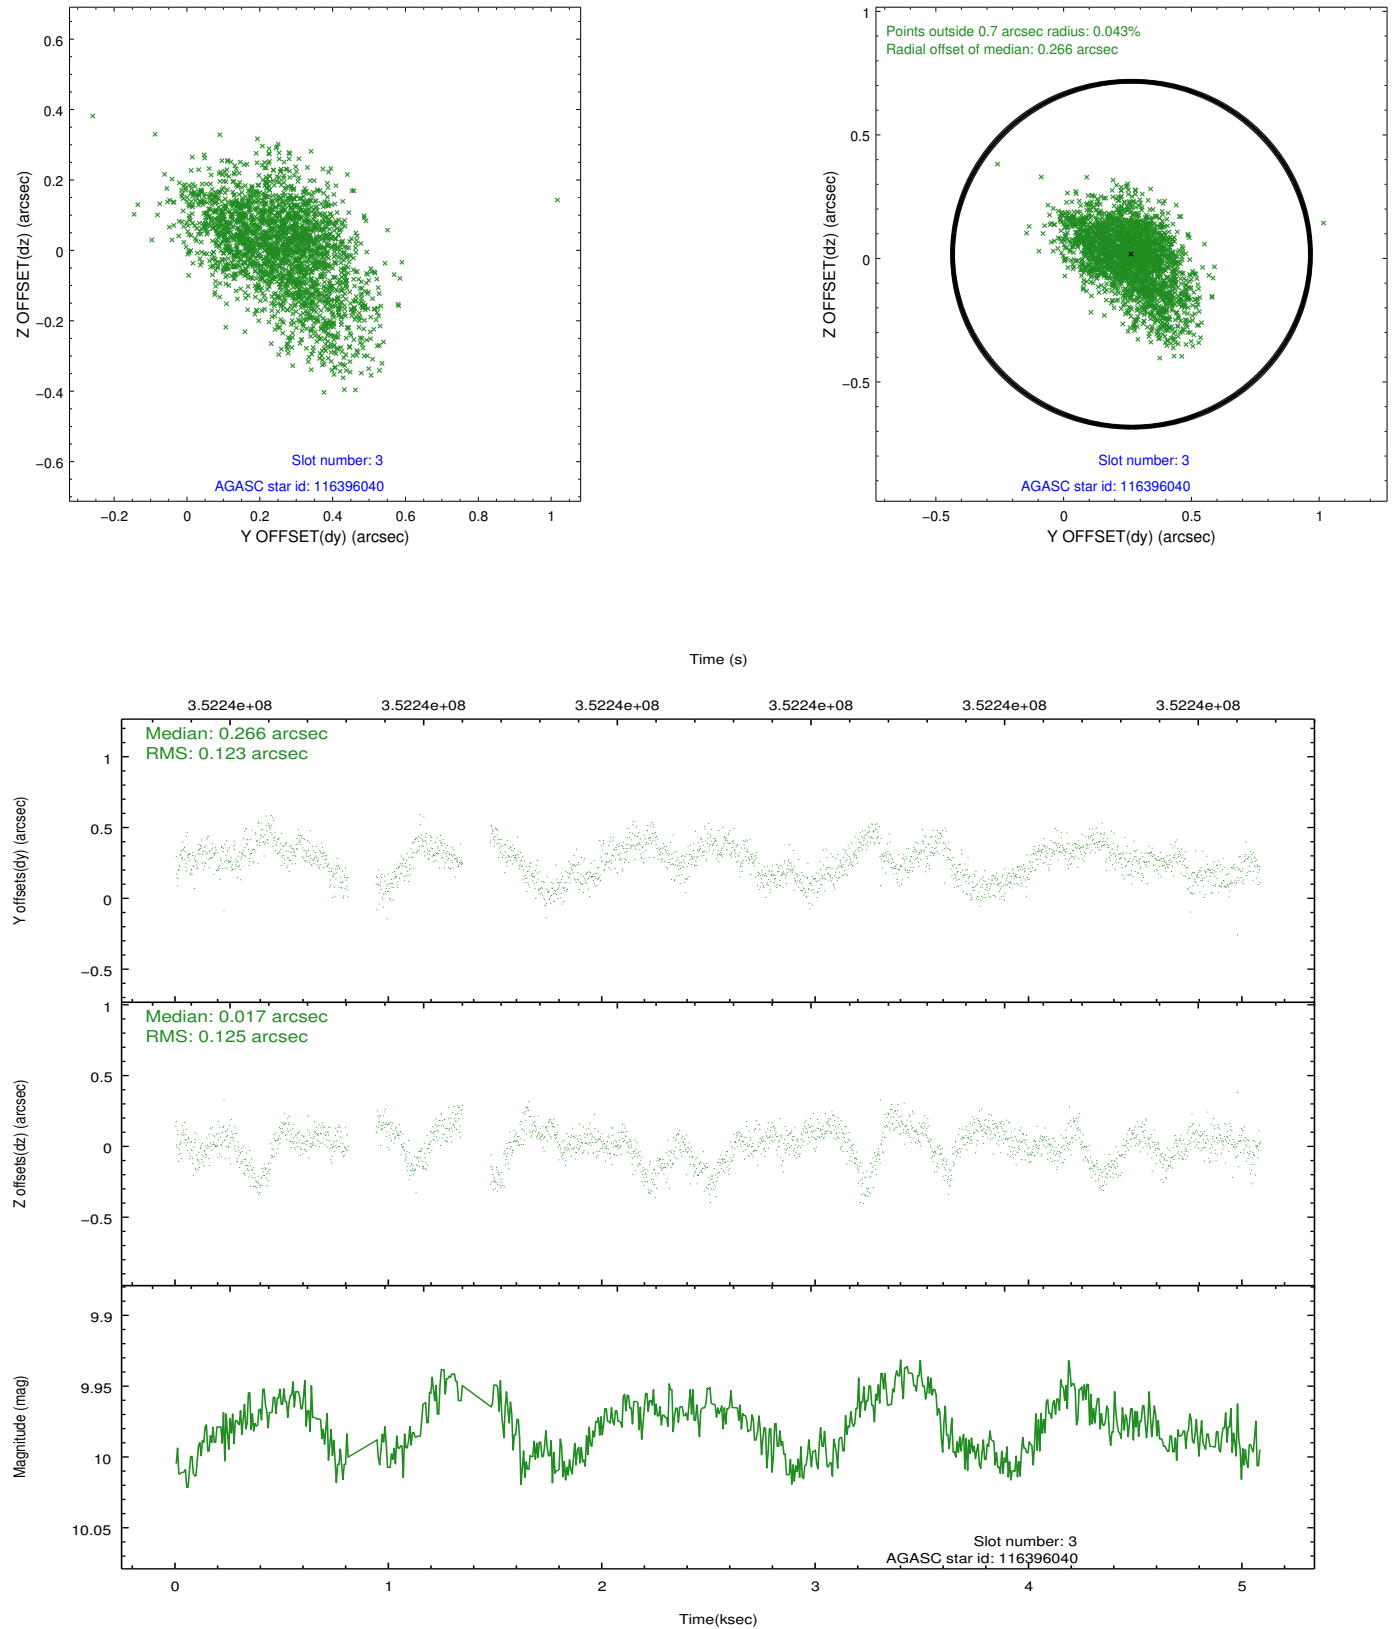 0.6
0.4
0.2
0
−0.2
−0.4
−0.6
Z OFFSET(dz) (arcsec)
Slot number: 3
AGASC star id: 116396040
−0.2 0 0.2 0.4 0.6 0.8 1
Y OFFSET(dy) (arcsec)
1
0.5
0
−0.5
Z OFFSET(dz) (arcsec)
Points outside 0.7 arcsec radius: 0.043%
Radial offset of median: 0.266 arcsec
Slot number: 3
AGASC star id: 116396040
−0.5 0 0.5 1
Y OFFSET(dy) (arcsec)
Time (s)
3.5224e+08 3.5224e+08 3.5224e+08 3.5224e+08 3.5224e+08 3.5224e+08
Median: 0.266 arcsec
RMS: 0.123 arcsec
1
0.5
0
−0.5
Y offsets(dy) (arcsec)
Median: 0.017 arcsec
RMS: 0.125 arcsec
1
0.5
0
−0.5
Z offsets(dz) (arcsec)
9.9
9.95
10
10.05
Magnitude (mag)
Slot number: 3
AGASC star id: 116396040
0 1 2 3 4 5
Time(ksec)